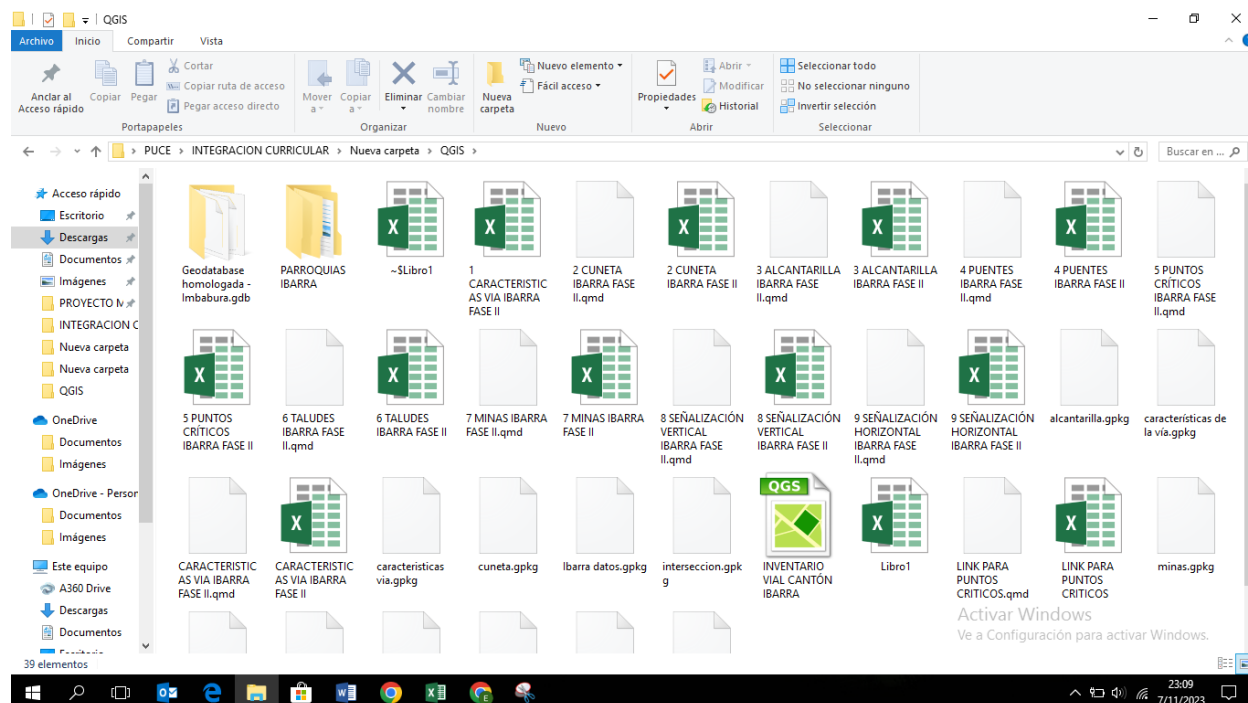 QGIS
Archivo Inicio Compartir Vista
Anclar al Acceso rápido
Copiar
Pegar
Cortar
Copiar ruta de acceso
Pegar acceso directo
Portapapeles
Mover a
Copiar a
Eliminar
Cambiar nombre
Organizar
Nueva carpeta
Nuevo elemento
Fácil acceso
Nuevo
Propiedades
Abrir
Modificar
Historial
Abrir
Seleccionar todo
No seleccionar ninguno
Invertir selección
Seleccionar
PUCE > INTEGRACION CURRICULAR > Nueva carpeta > QGIS >
Buscar en ...
Acceso rápido
Escritorio
Descargas
Documentos
Imágenes
PROYECTO
INTEGRACION C
Nueva carpeta
Nueva carpeta
QGIS
OneDrive
Documentos
Imágenes
OneDrive - Person
Documentos
Imágenes
Este equipo
A360 Drive
Descargas
Documentos
Geodatabase
homologada -
Imbabura.gdb
PARROQUIAS
IBARRA
~$Libro1
1
CARACTERISTIC
AS VIA IBARRA
FASE II
2 CUNETA
IBARRA FASE
II.qmd
2 CUNETA
IBARRA FASE II
3 ALCANTARILLA
IBARRA FASE
II.qmd
3 ALCANTARILLA
IBARRA FASE II
4 PUENTES
IBARRA FASE
II.qmd
4 PUENTES
IBARRA FASE II
5 PUNTOS
CRÍTICOS
IBARRA FASE
II.qmd
5 PUNTOS
CRÍTICOS
IBARRA FASE II
6 TALUDES
IBARRA FASE
II.qmd
6 TALUDES
IBARRA FASE II
7 MINAS IBARRA
FASE II.qmd
7 MINAS IBARRA
FASE II
8 SEÑALIZACIÓN
VERTICAL
IBARRA FASE
II.qmd
8 SEÑALIZACIÓN
VERTICAL
IBARRA FASE II
9 SEÑALIZACIÓN
HORIZONTAL
IBARRA FASE
II.qmd
9 SEÑALIZACIÓN
HORIZONTAL
IBARRA FASE II
alcantarilla.gpkg
características de
la vía.gpkg
CARACTERISTIC
AS VIA IBARRA
FASE II.qmd
CARACTERISTIC
AS VIA IBARRA
FASE II
caracteristicas
via.gpkg
cuneta.gpkg
Ibarra datos.gpkg
interseccion.gpk
g
QGS
INVENTARIO
VIAL CANTÓN
IBARRA
Libro1
LINK PARA
PUNTOS
CRITICOS.qmd
LINK PARA
PUNTOS
CRITICOS
minas.gpkg
Activar Windows
Ve a Configuración para activar Windows.
39 elementos
23:09
7/11/2023